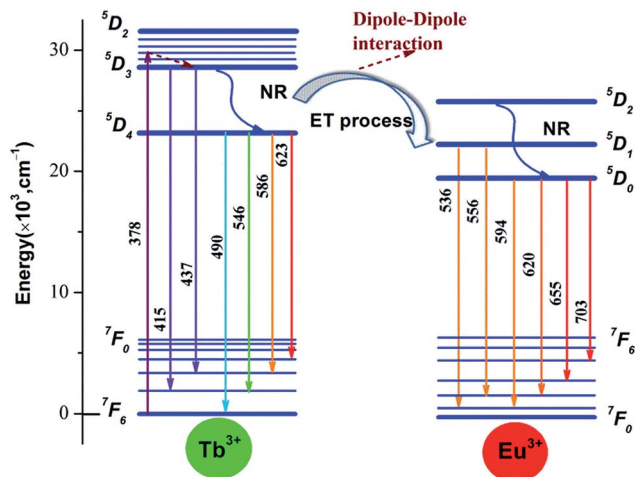 Energy(×10³,cm⁻¹)
30
20
10
0
⁵D₂
⁵D₃
⁵D₄
⁷F₀
⁷F₆
378
415
437
490
546
586
623
NR
Tb³⁺
Dipole-Dipole
interaction
ET process
⁵D₂
⁵D₁
⁵D₀
⁷F₆
⁷F₀
NR
536
556
594
620
655
703
Eu³⁺